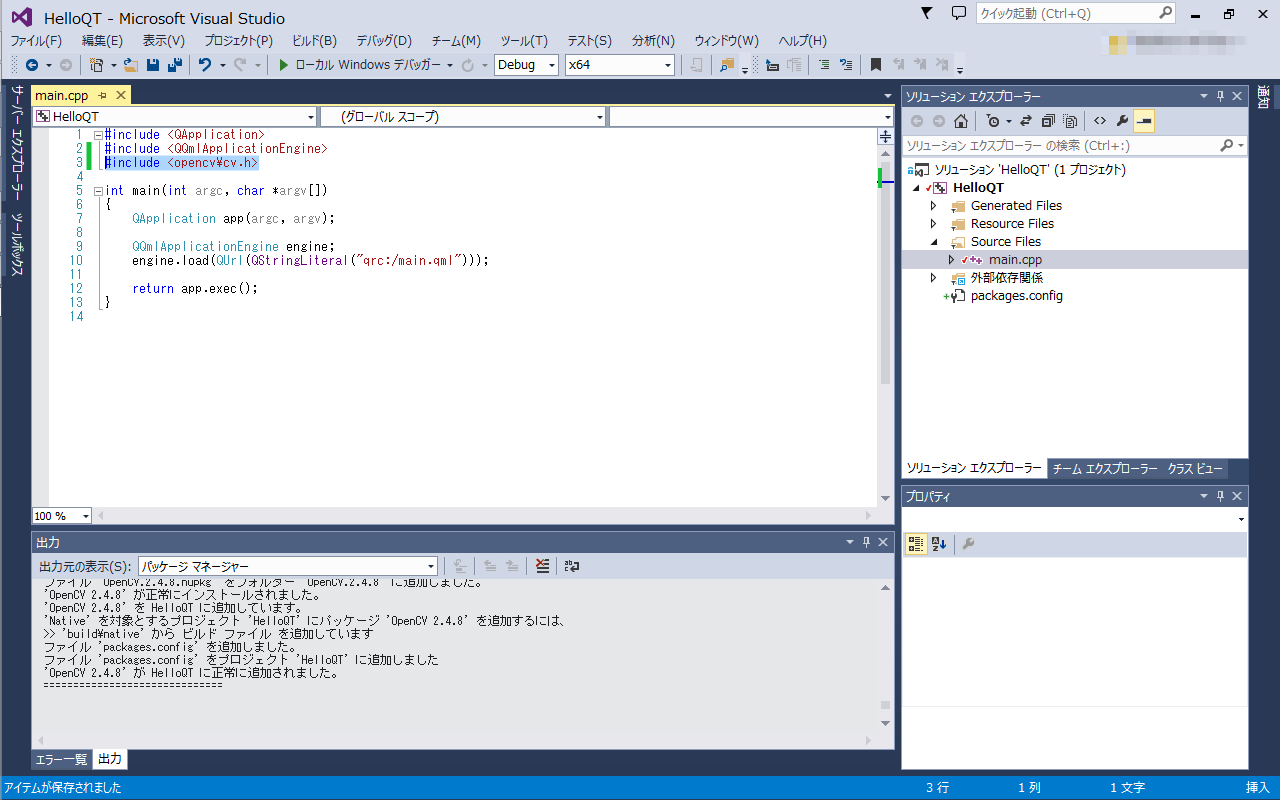 HelloQT - Microsoft Visual Studio
クイック起動 (Ctrl+Q)
ファイル(F) 編集(E) 表示(V) プロジェクト(P) ビルド(B) デバッグ(D) チーム(M) ツール(T) テスト(S) 分析(N) ウィンドウ(W) ヘルプ(H)
ローカル Windows デバッガー Debug x64
サーバー エクスプローラー
ツールボックス
main.cpp
HelloQT (グローバル スコープ)
1 #include <QApplication>
2 #include <QQmlApplicationEngine>
3 #include <opencv¥cv.h>
4
5 int main(int argc, char *argv[])
6 {
7 QApplication app(argc, argv);
8
9 QQmlApplicationEngine engine;
10 engine.load(QUrl(QStringLiteral("qrc:/main.qml")));
11
12 return app.exec();
13 }
14
100 %
出力
出力元の表示(S): パッケージ マネージャー
ファイル 'OpenCV.2.4.8.nupkg' をフォルダー 'OpenCV.2.4.8' に追加しました。
'OpenCV 2.4.8' が正常にインストールされました。
'OpenCV 2.4.8' を HelloQT に追加しています。
'Native' を対象とするプロジェクト 'HelloQT' にパッケージ 'OpenCV 2.4.8' を追加するには、
>> 'build¥native' から ビルド ファイル を追加しています
ファイル 'packages.config' を追加しました。
ファイル 'packages.config' をプロジェクト 'HelloQT' に追加しました
'OpenCV 2.4.8' が HelloQT に正常に追加されました。
==============================
エラー一覧 出力
ソリューション エクスプローラー
ソリューション エクスプローラー の検索 (Ctrl+:)
ソリューション 'HelloQT' (1 プロジェクト)
HelloQT
Generated Files
Resource Files
Source Files
main.cpp
外部依存関係
packages.config
ソリューション エクスプローラー チーム エクスプローラー クラス ビュー
プロパティ
通知
アイテムが保存されました 3 行 1 列 1 文字 挿入